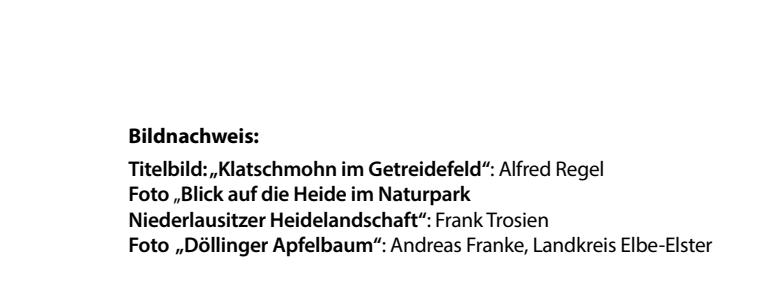 Bildnachweis:
Titelbild: „Klatschmohn im Getreidefeld“: Alfred Regel
Foto „Blick auf die Heide im Naturpark
Niederlausitzer Heidelandschaft“: Frank Trosien
Foto „Döllinger Apfelbaum“: Andreas Franke, Landkreis Elbe-Elster